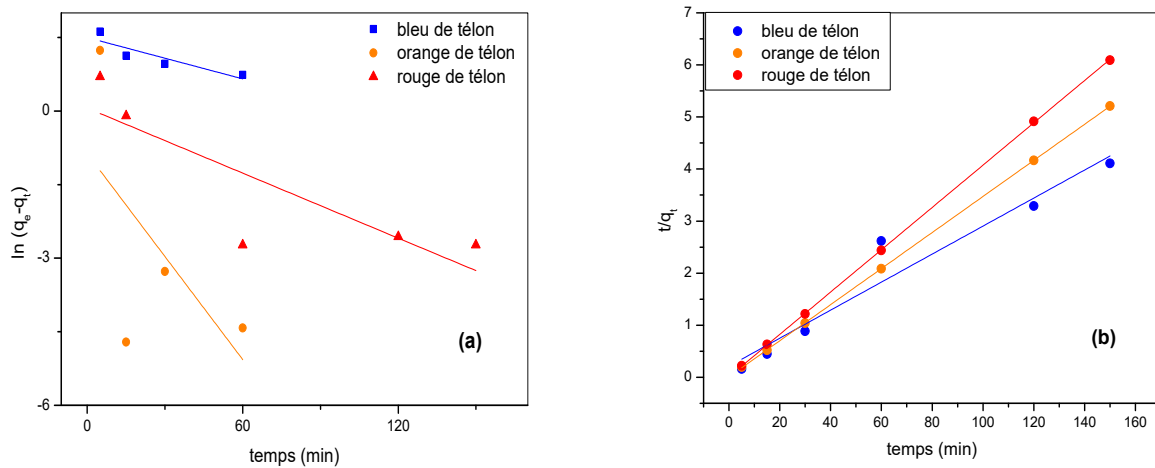 bleu de télon
orange de télon
rouge de télon
0
-3
-6
ln (qe-qt)
0
60
120
temps (min)
(a)
bleu de télon
orange de télon
rouge de télon
7
6
5
4
3
2
1
0
t/qt
0
20
40
60
80
100
120
140
160
temps (min)
(b)